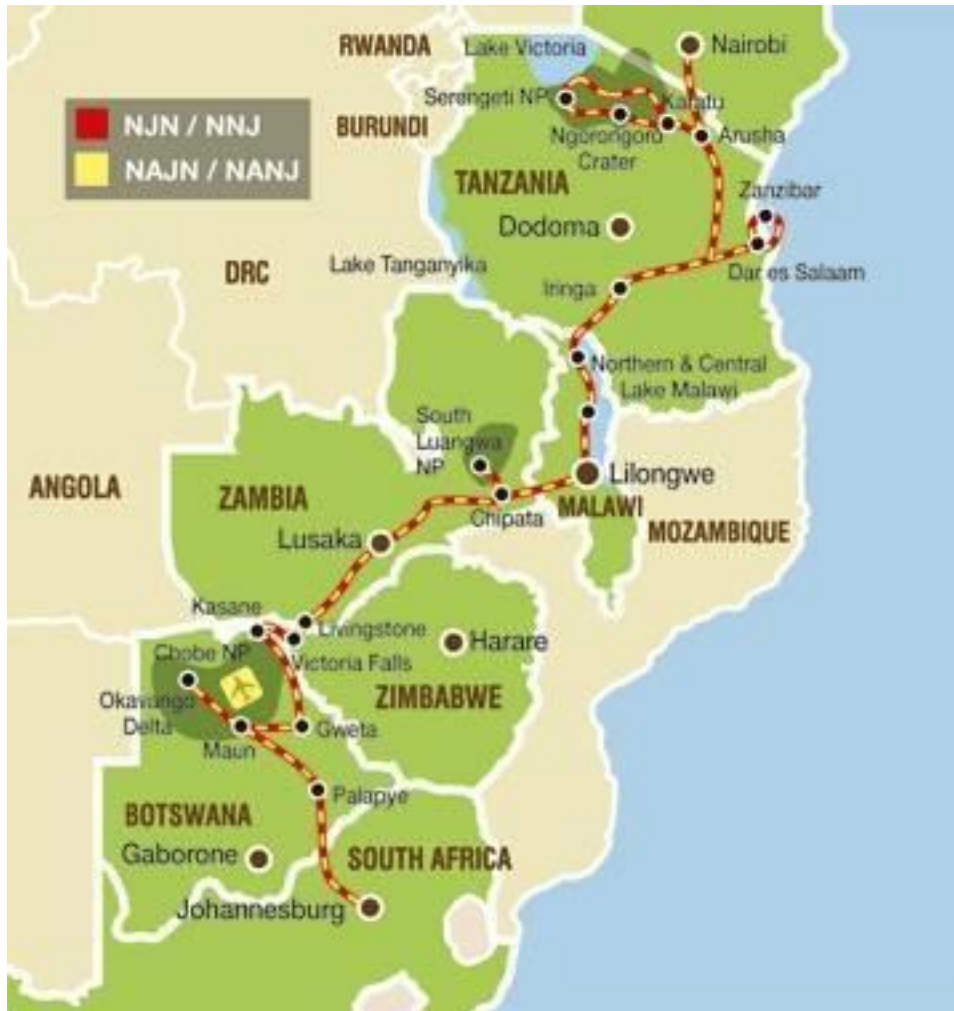 RWANDA
Lake Victoria
Nairobi
Serengeti NP
Karatu
NJN / NNJ
BURUNDI
Ngorongoro
Crater
Arusha
NAJN / NANJ
TANZANIA
Zanzibar
Dodoma
DRC
Lake Tanganyika
Dar es Salaam
Iringa
Northern & Central
Lake Malawi
South
Luangwa
NP
ANGOLA
ZAMBIA
Lilongwe
Chipata
MALAWI
MOZAMBIQUE
Lusaka
Kasane
Livingstone
Harare
Chobe NP
Victoria Falls
Okavango
Delta
ZIMBABWE
Gweta
Maun
Palapye
BOTSWANA
Gaborone
SOUTH AFRICA
Johannesburg